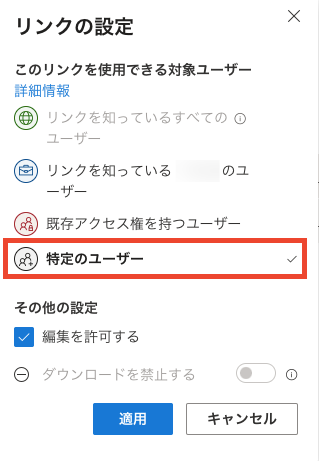 リンクの設定
このリンクを使用できる対象ユーザー
詳細情報
リンクを知っているすべての
ユーザー
リンクを知っている のユ
ーザー
既存アクセス権を持つユーザー
特定のユーザー
その他の設定
編集を許可する
ダウンロードを禁止する
適用
キャンセル